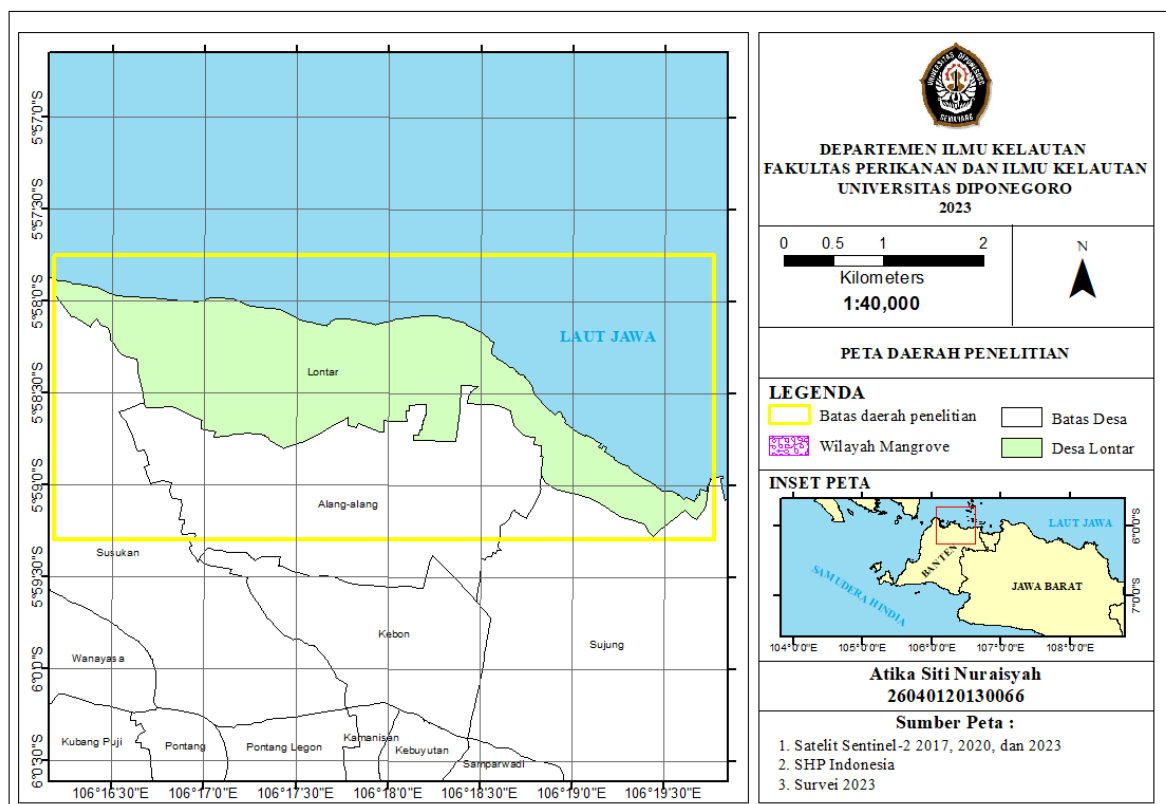 5°57'0"S
5°57'30"S
5°58'0"S
5°58'30"S
5°59'0"S
5°59'30"S
6°0'0"S
6°0'30"S
LAUT JAWA
Lontar
Alang-alang
Susukan
Kebon
Sujung
Wanayasa
Kubang Puji
Pontang
Pontang Legon
Kamanisan
Kebuyutan
Samparwadi
106°16'30"E 106°17'0"E 106°17'30"E 106°18'0"E 106°18'30"E 106°19'0"E 106°19'30"E
UNIVERSITAS DIPONEGORO
SEMARANG
DEPARTEMEN ILMU KELAUTAN
FAKULTAS PERIKANAN DAN ILMU KELAUTAN
UNIVERSITAS DIPONEGORO
2023
0 0.5 1 2
Kilometers
1:40,000
N
PETA DAERAH PENELITIAN
LEGENDA
Batas daerah penelitian
Batas Desa
Wilayah Mangrove
Desa Lontar
INSET PETA
LAUT JAWA
BANTEN
JAWA BARAT
SAMUDERA HINDIA
6°0'0"S
7°0'0"S
104°0'0"E 105°0'0"E 106°0'0"E 107°0'0"E 108°0'0"E
Atika Siti Nuraisyah
26040120130066
Sumber Peta :
1. Satelit Sentinel-2 2017, 2020, dan 2023
2. SHP Indonesia
3. Survei 2023